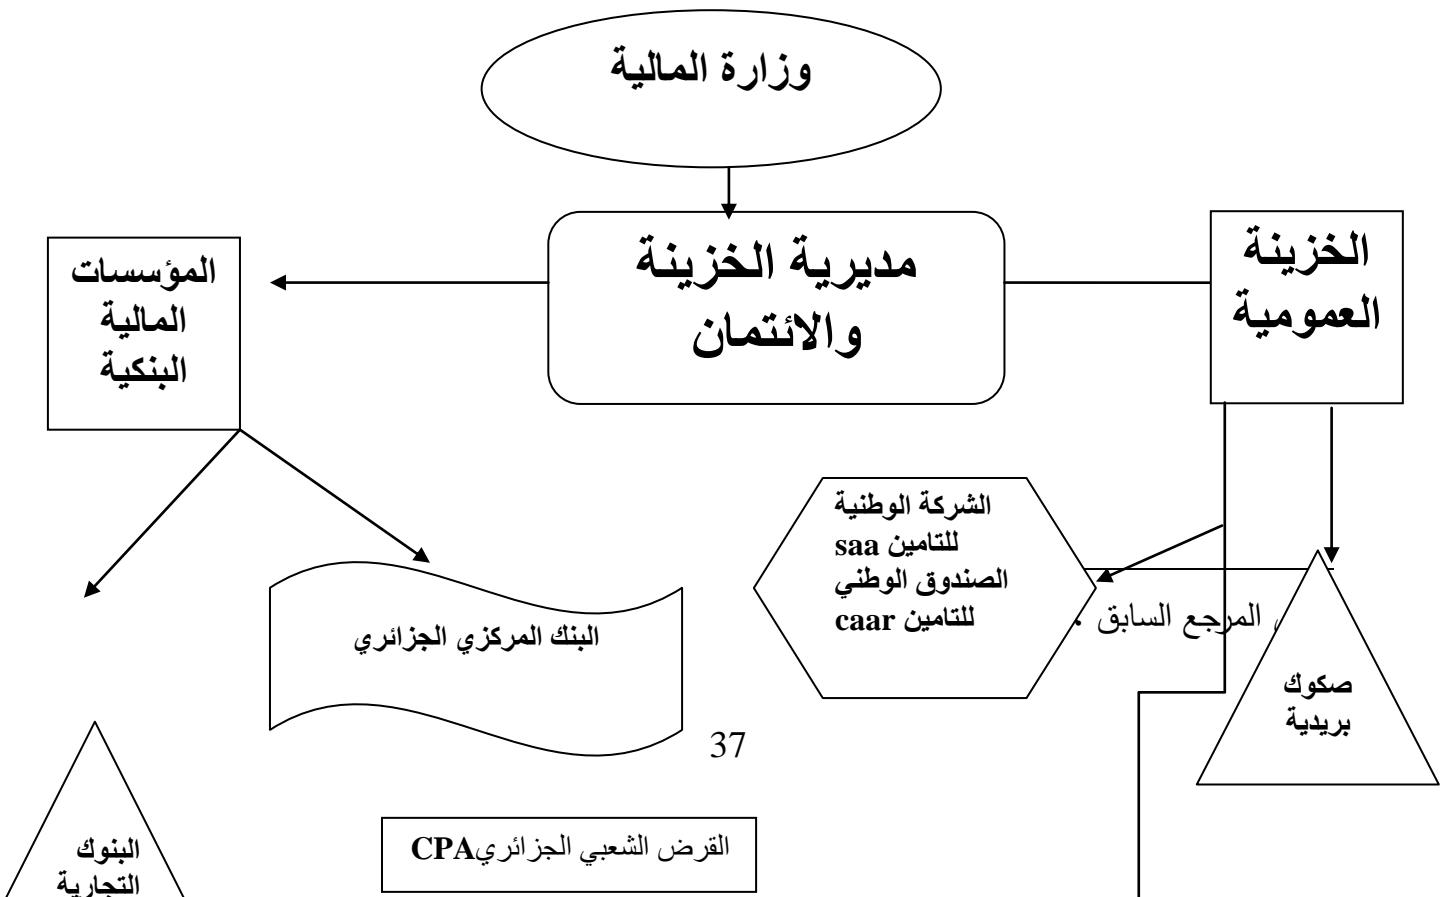 وزارة المالية
مديرية الخزينة
والائتمان
الخزينة
العمومية
المؤسسات
المالية
البنكية
الشركة الوطنية
للتامين saa
الصندوق الوطني
للتامين caar
المرجع السابق
صكوك
بريدية
البنك المركزي الجزائري
37
القرض الشعبي الجزائريCPA
البنوك
التجارية